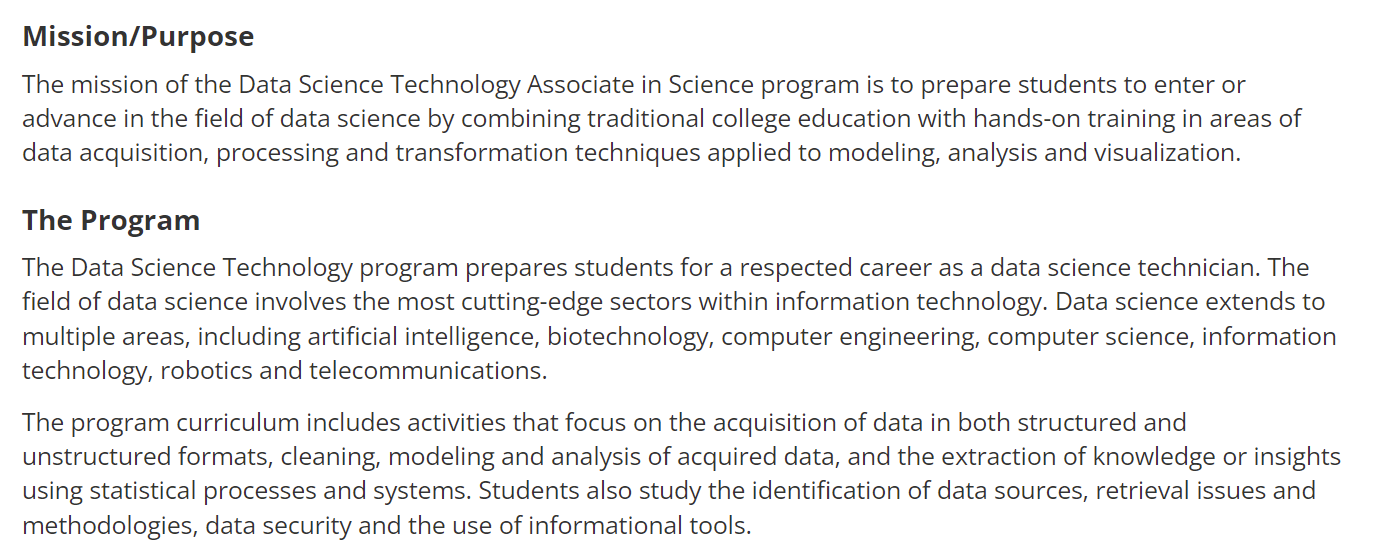 Mission/Purpose
The mission of the Data Science Technology Associate in Science program is to prepare students to enter or
advance in the field of data science by combining traditional college education with hands-on training in areas of
data acquisition, processing and transformation techniques applied to modeling, analysis and visualization.
The Program
The Data Science Technology program prepares students for a respected career as a data science technician. The
field of data science involves the most cutting-edge sectors within information technology. Data science extends to
multiple areas, including artificial intelligence, biotechnology, computer engineering, computer science, information
technology, robotics and telecommunications.
The program curriculum includes activities that focus on the acquisition of data in both structured and
unstructured formats, cleaning, modeling and analysis of acquired data, and the extraction of knowledge or insights
using statistical processes and systems. Students also study the identification of data sources, retrieval issues and
methodologies, data security and the use of informational tools.